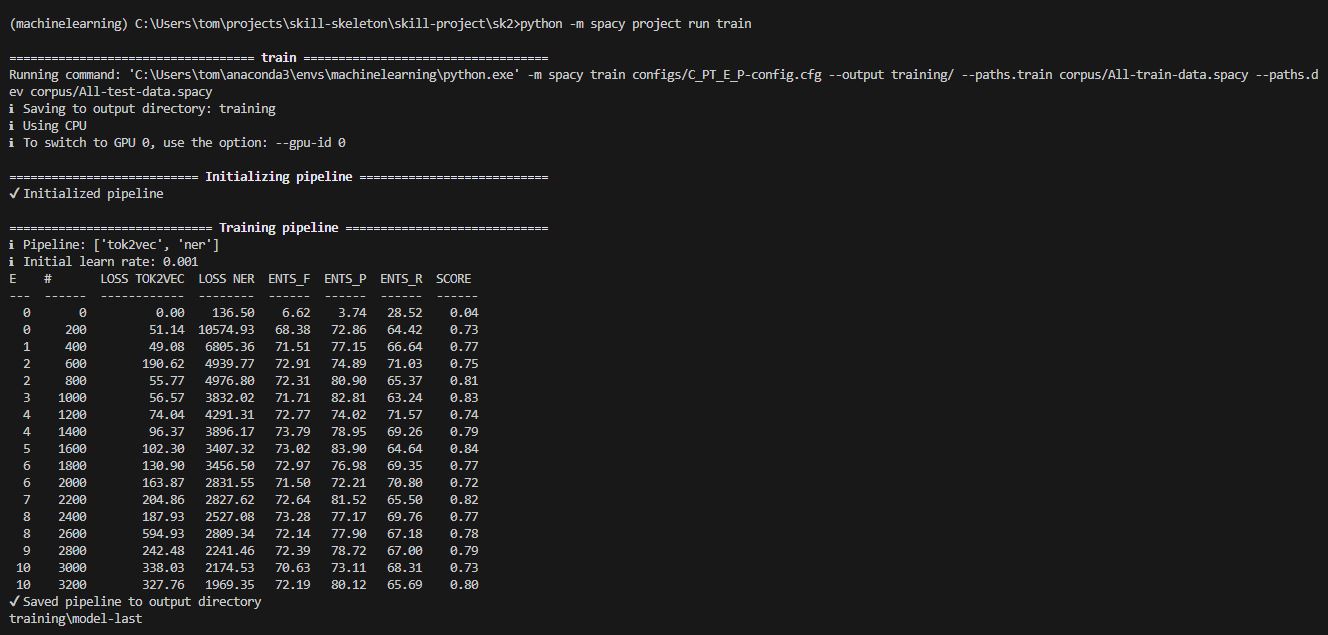 (machinelearning) C:\Users\tom\projects\skill-skeleton\skill-project\sk2>python -m spacy project run train
=================================== train ===================================
Running command: 'C:\Users\tom\anaconda3\envs\machinelearning\python.exe' -m spacy train configs/C_PT_E_P-config.cfg --output training/ --paths.train corpus/All-train-data.spacy --paths.d
ev corpus/All-test-data.spacy
ℹ Saving to output directory: training
ℹ Using CPU
ℹ To switch to GPU 0, use the option: --gpu-id 0
=========================== Initializing pipeline ===========================
✔ Initialized pipeline
============================= Training pipeline =============================
ℹ Pipeline: ['tok2vec', 'ner']
ℹ Initial learn rate: 0.001
E    #       LOSS TOK2VEC  LOSS NER  ENTS_F  ENTS_P  ENTS_R  SCORE
---  ------  ------------  --------  ------  ------  ------  ------
  0       0          0.00    136.50    6.62    3.74   28.52    0.04
  0     200         51.14  10574.93   68.38   72.86   64.42    0.73
  1     400         49.08   6805.36   71.51   77.15   66.64    0.77
  2     600        190.62   4939.77   72.91   74.89   71.03    0.75
  2     800         55.77   4976.80   72.31   80.90   65.37    0.81
  3    1000         56.57   3832.02   71.71   82.81   63.24    0.83
  4    1200         74.04   4291.31   72.77   74.02   71.57    0.74
  4    1400         96.37   3896.17   73.79   78.95   69.26    0.79
  5    1600        102.30   3407.32   73.02   83.90   64.64    0.84
  6    1800        130.90   3456.50   72.97   76.98   69.35    0.77
  6    2000        163.87   2831.55   71.50   72.21   70.80    0.72
  7    2200        204.86   2827.62   72.64   81.52   65.50    0.82
  8    2400        187.93   2527.08   73.28   77.17   69.76    0.77
  8    2600        594.93   2809.34   72.14   77.90   67.18    0.78
  9    2800        242.48   2241.46   72.39   78.72   67.00    0.79
 10    3000        338.03   2174.53   70.63   73.11   68.31    0.73
 10    3200        327.76   1969.35   72.19   80.12   65.69    0.80
✔ Saved pipeline to output directory
training\model-last